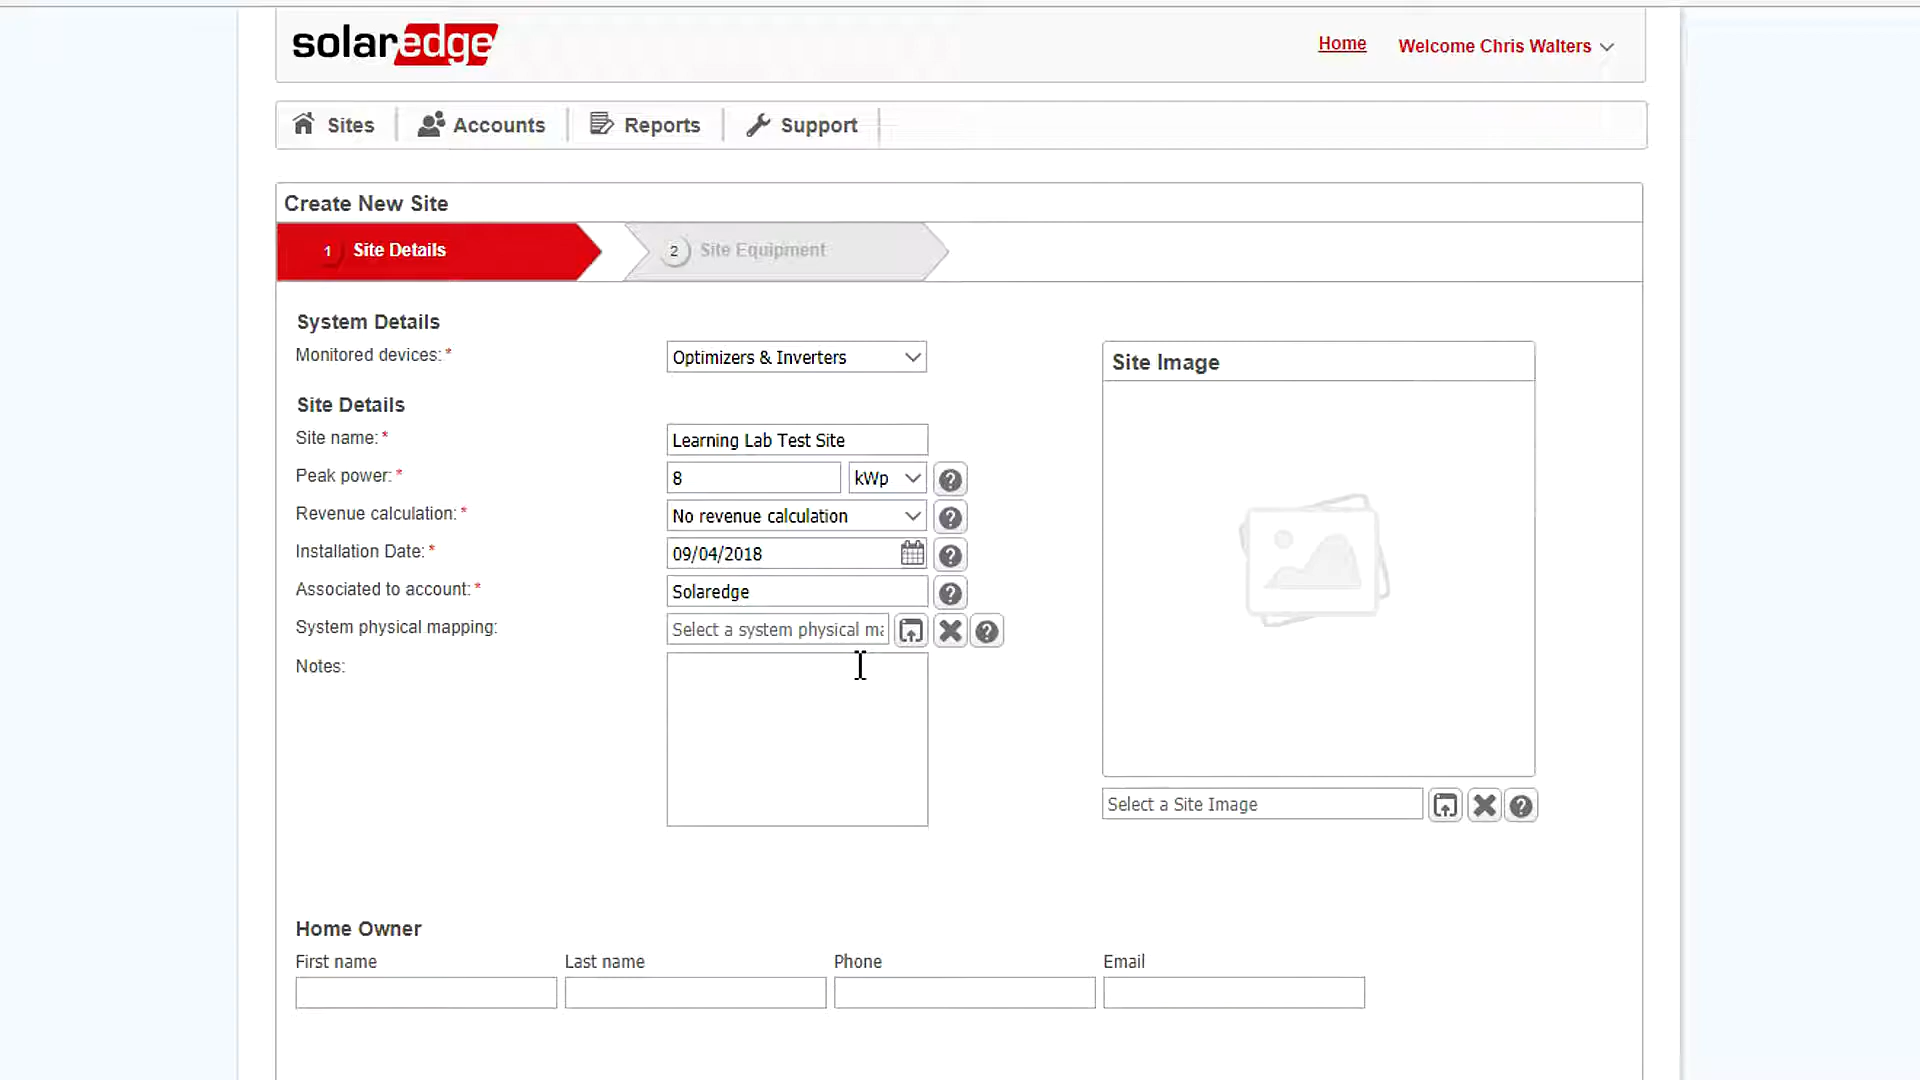 solaredge
Home Welcome Chris Walters
Sites Accounts Reports Support
Create New Site
1 Site Details 2 Site Equipment
System Details
Monitored devices: * Optimizers & Inverters
Site Image
Site Details
Site name: * Learning Lab Test Site
Peak power: * 8 kWp ?
Revenue calculation: * No revenue calculation ?
Installation Date: * 09/04/2018 ?
Associated to account: * Solaredge ?
System physical mapping: Select a system physical ma ?
Notes:
Select a Site Image ?
Home Owner
First name Last name Phone Email